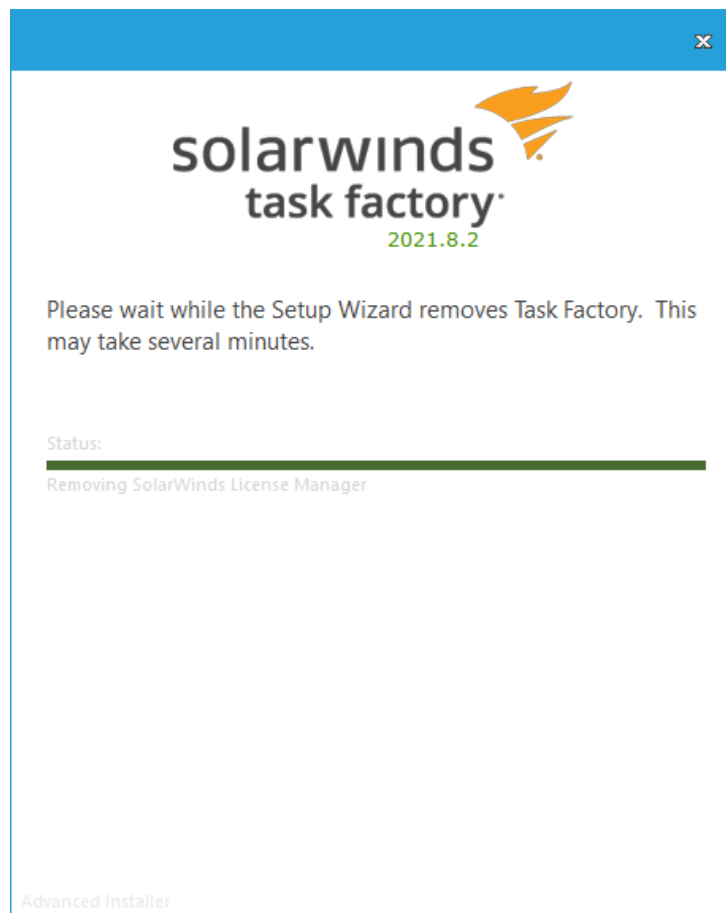 solarwinds
task factory
2021.8.2
Please wait while the Setup Wizard removes Task Factory. This
may take several minutes.
Status:
Removing SolarWinds License Manager
Advanced Installer